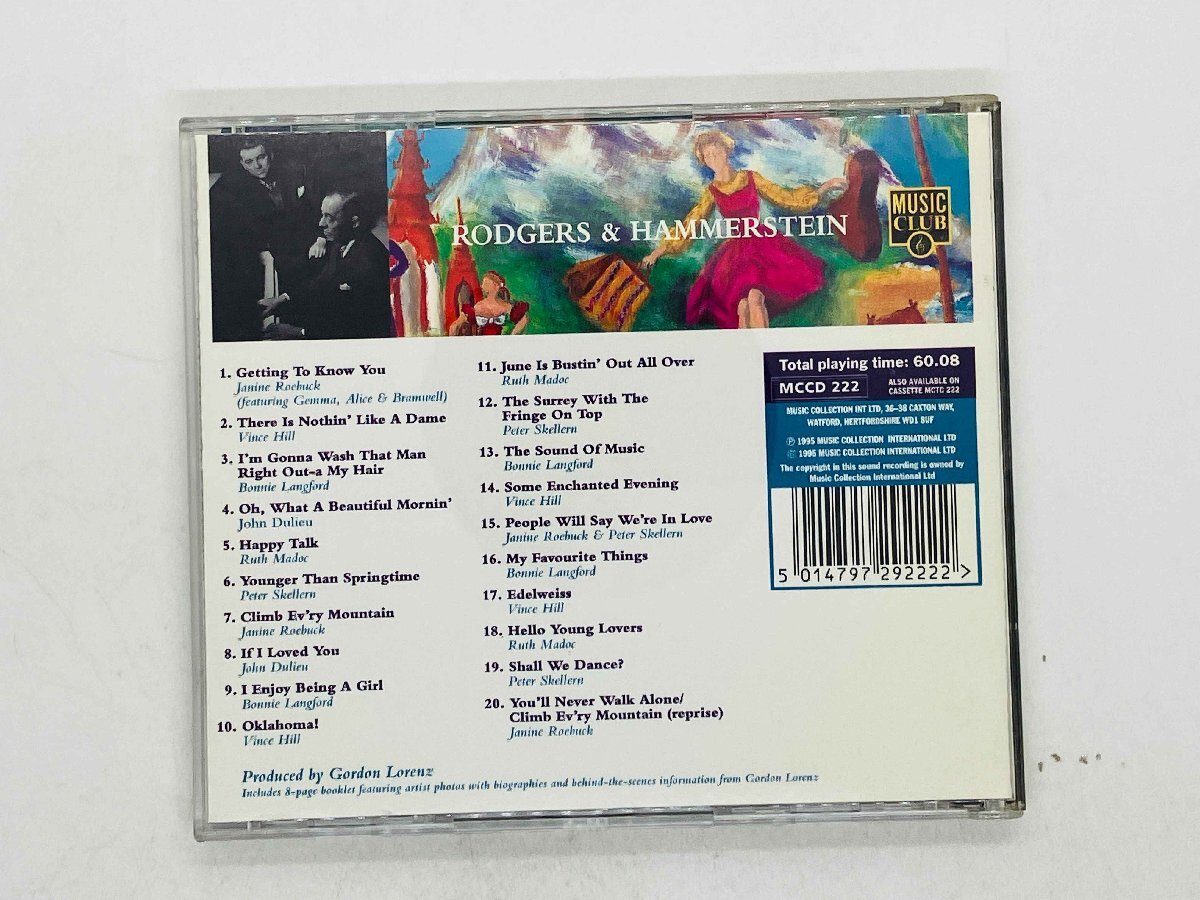 RODGERS & HAMMERSTEIN
MUSIC
CLUB
1. Getting To Know You
Janine Roebuck
(featuring Gemma, Alice & Bramwell)
2. There Is Nothin' Like A Dame
Vince Hill
3. I'm Gonna Wash That Man
Right Out-a My Hair
Bonnie Langford
4. Oh, What A Beautiful Mornin'
John Dulieu
5. Happy Talk
Ruth Madoc
6. Younger Than Springtime
Peter Skellern
7. Climb Ev'ry Mountain
Janine Roebuck
8. If I Loved You
John Dulieu
9. I Enjoy Being A Girl
Bonnie Langford
10. Oklahoma!
Vince Hill
11. June Is Bustin' Out All Over
Ruth Madoc
12. The Surrey With The
Fringe On Top
Peter Skellern
13. The Sound Of Music
Bonnie Langford
14. Some Enchanted Evening
Vince Hill
15. People Will Say We're In Love
Janine Roebuck & Peter Skellern
16. My Favourite Things
Bonnie Langford
17. Edelweiss
Vince Hill
18. Hello Young Lovers
Ruth Madoc
19. Shall We Dance?
Peter Skellern
20. You'll Never Walk Alone/
Climb Ev'ry Mountain (reprise)
Janine Roebuck
Total playing time: 60.08
MCCD 222
ALSO AVAILABLE ON
CASSETTE MCTC 222
MUSIC COLLECTION INT LTD, 36-38 CAXTON WAY,
WATFORD, HERTFORDSHIRE WD1 8UF
℗ 1995 MUSIC COLLECTION INTERNATIONAL LTD
© 1995 MUSIC COLLECTION INTERNATIONAL LTD
The copyright in this sound recording is owned by
Music Collection International Ltd
5 014797 292222 >
Produced by Gordon Lorenz
Includes 8-page booklet featuring artist photos with biographies and behind-the-scenes information from Gordon Lorenz